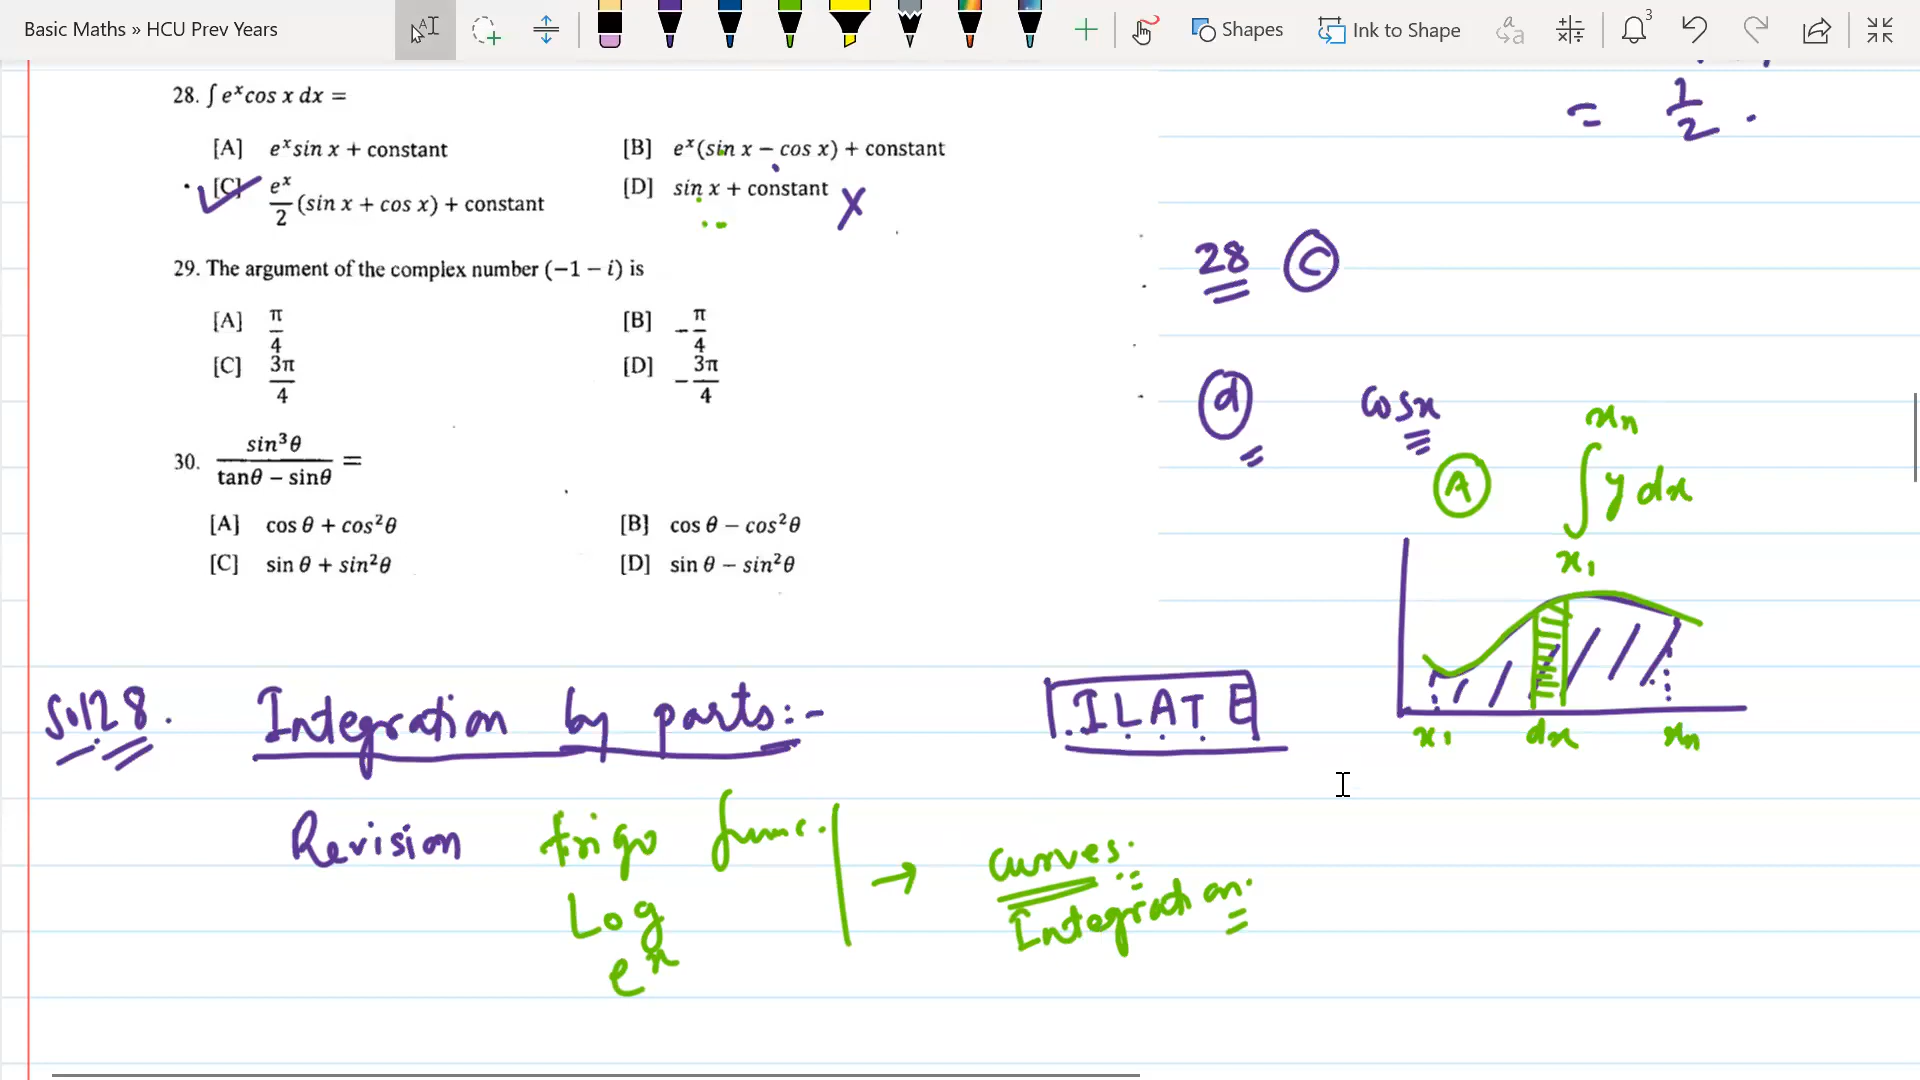 Basic Maths » HCU Prev Years
Shapes
Ink to Shape
3
= 1/2 .
28. ∫ eˣcos x dx =
[A] eˣsin x + constant
[B] eˣ(sin x − cos x) + constant
[C] eˣ/2 (sin x + cos x) + constant
[D] sin x + constant X
29. The argument of the complex number (−1 − i) is
[A] π/4
[B] −π/4
[C] 3π/4
[D] −3π/4
30. sin³θ/(tanθ − sinθ) =
[A] cos θ + cos²θ
[B] cos θ − cos²θ
[C] sin θ + sin²θ
[D] sin θ − sin²θ
28 C
d cosx
A
xn
∫ y dx
x1
x1 dx xn
Sol28. Integration by parts:-
ILATE
Revision trigo func.
Log
eˣ
→ Curves.
Integration.